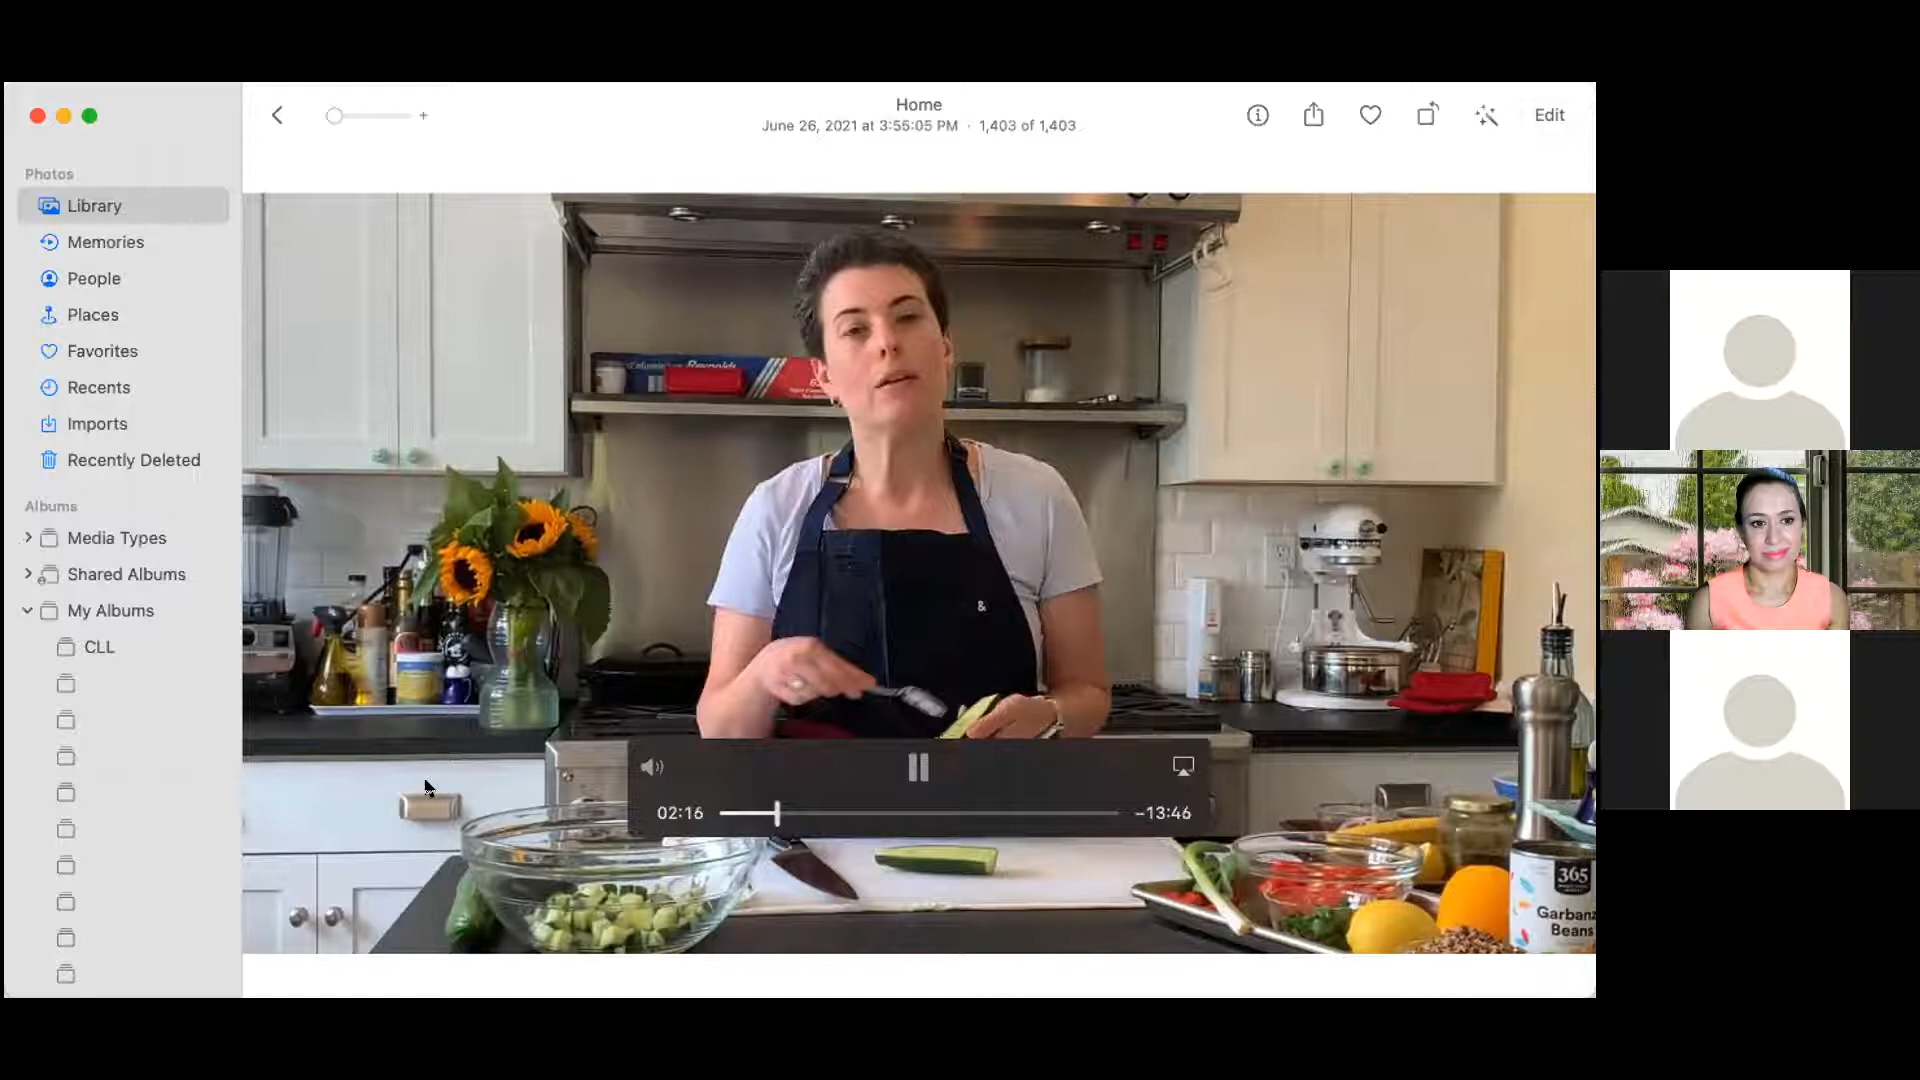 Home
June 26, 2021 at 3:55:05 PM · 1,403 of 1,403
Edit
Photos
Library
Memories
People
Places
Favorites
Recents
Imports
Recently Deleted
Albums
Media Types
Shared Albums
My Albums
CLL
Reynolds
&
02:16
-13:46
365
Garbanz
Beans